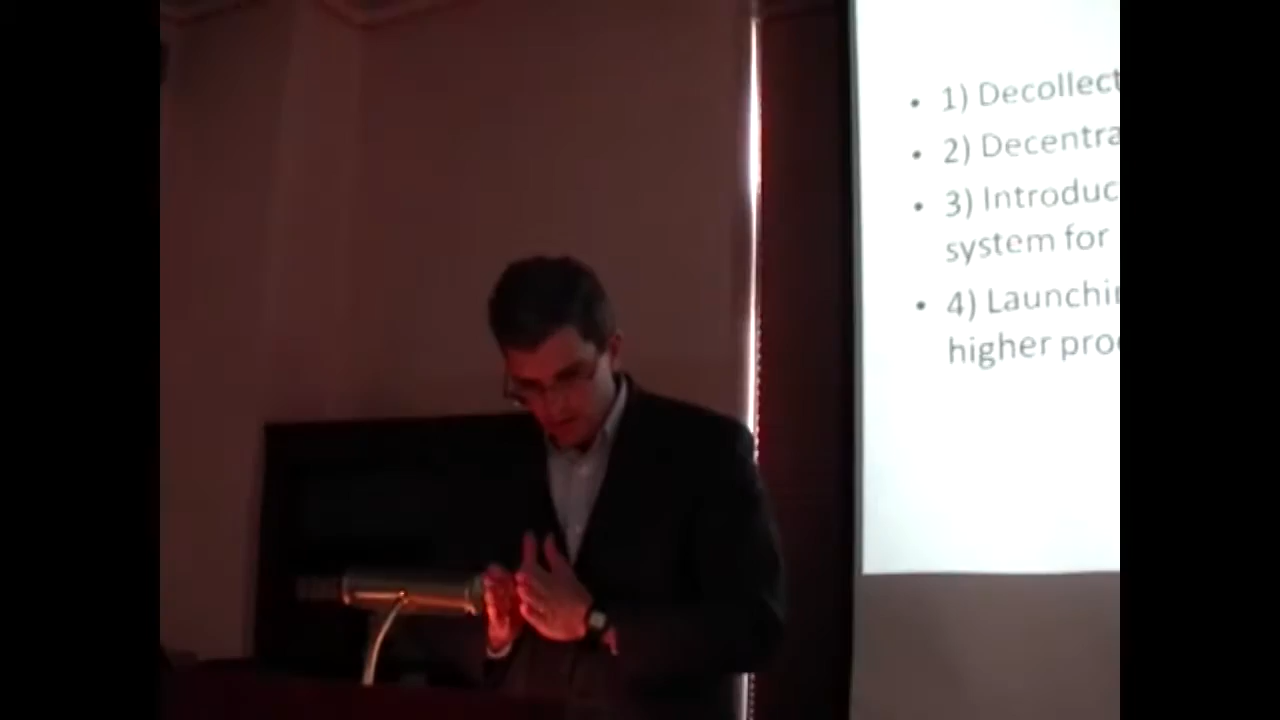 • 1) Decollect
• 2) Decentra
• 3) Introduc
system for
• 4) Launchi
higher pro